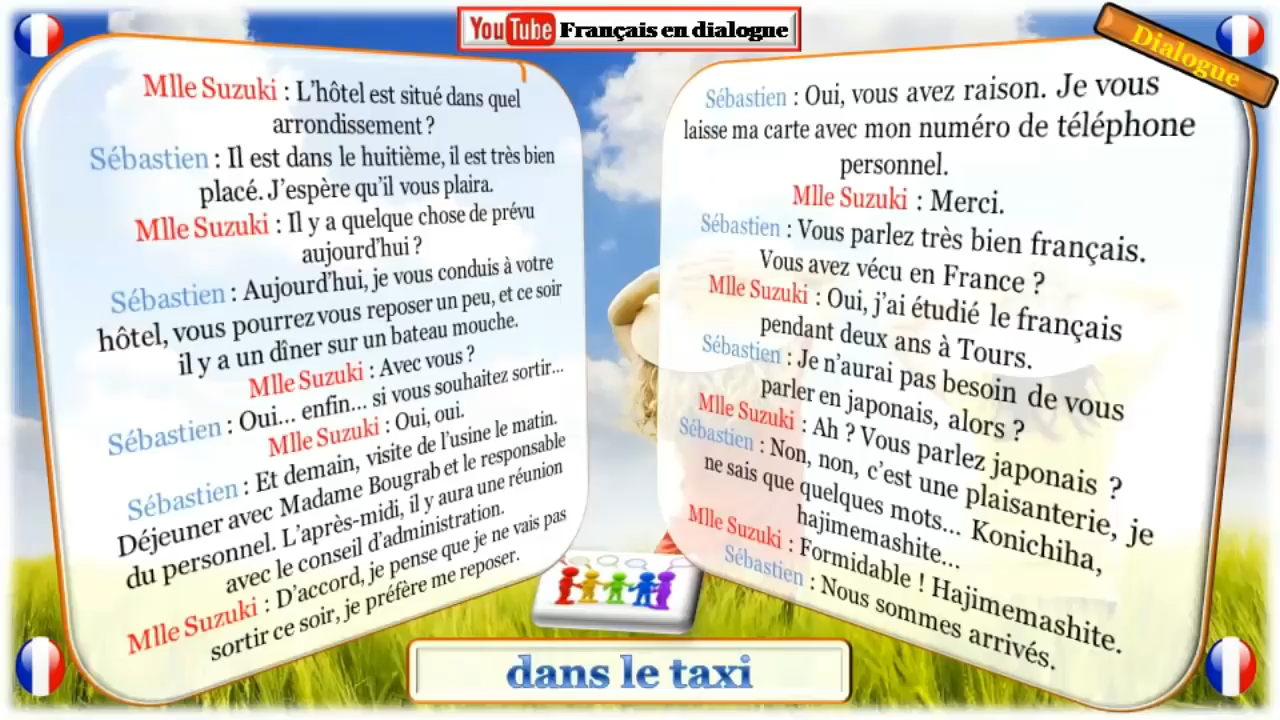 YouTube Français en dialogue
Dialogue
Mlle Suzuki : L'hôtel est situé dans quel
arrondissement ?
Sébastien : Il est dans le huitième, il est très bien
placé. J'espère qu'il vous plaira.
Mlle Suzuki : Il y a quelque chose de prévu
aujourd'hui ?
Sébastien : Aujourd'hui, je vous conduis à votre
hôtel, vous pourrez vous reposer un peu, et ce soir
il y a un dîner sur un bateau mouche.
Mlle Suzuki : Avec vous ?
Sébastien : Oui... enfin... si vous souhaitez sortir...
Mlle Suzuki : Oui, oui.
Sébastien : Et demain, visite de l'usine le matin.
Déjeuner avec Madame Bougrab et le responsable
du personnel. L'après-midi, il y aura une réunion
avec le conseil d'administration.
Mlle Suzuki : D'accord, je pense que je ne vais pas
sortir ce soir, je préfère me reposer.
Sébastien : Oui, vous avez raison. Je vous
laisse ma carte avec mon numéro de téléphone
personnel.
Mlle Suzuki : Merci.
Sébastien : Vous parlez très bien français.
Vous avez vécu en France ?
Mlle Suzuki : Oui, j'ai étudié le français
pendant deux ans à Tours.
Sébastien : Je n'aurai pas besoin de vous
parler en japonais, alors ?
Mlle Suzuki : Ah ? Vous parlez japonais ?
Sébastien : Non, non, c'est une plaisanterie, je
ne sais que quelques mots... Konichiha,
hajimemashite...
Mlle Suzuki : Formidable ! Hajimemashite.
Sébastien : Nous sommes arrivés.
dans le taxi